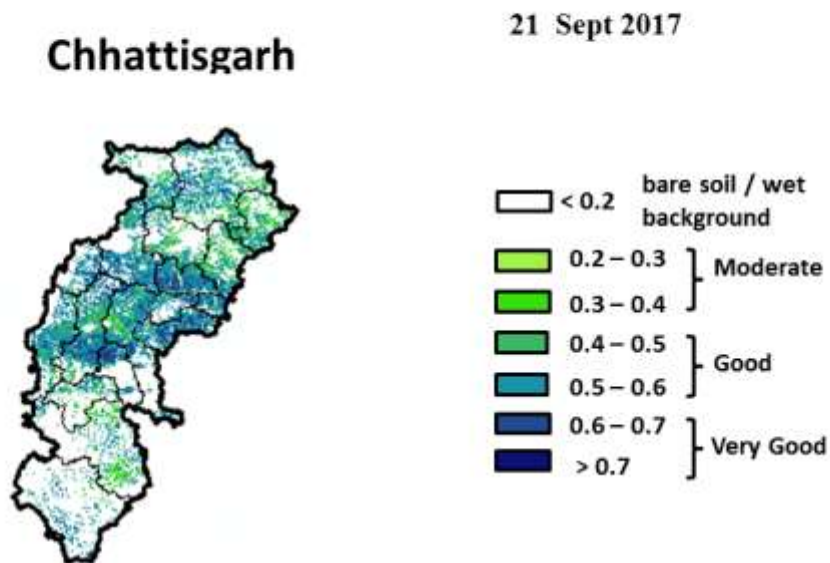 21 Sept 2017
Chhattisgarh
< 0.2 bare soil / wet
background
0.2 – 0.3
Moderate
0.3 – 0.4
0.4 – 0.5
Good
0.5 – 0.6
0.6 – 0.7
Very Good
> 0.7